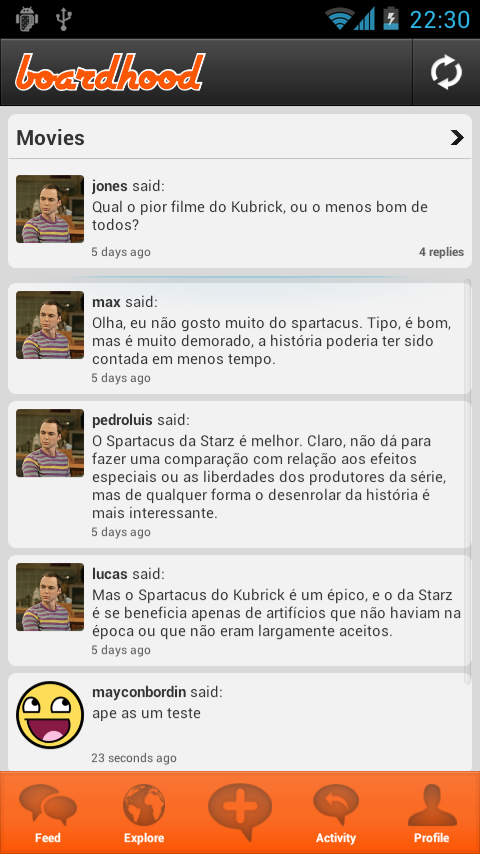 22:30
boardhood
Movies
jones said:
Qual o pior filme do Kubrick, ou o menos bom de
todos?
5 days ago 4 replies
max said:
Olha, eu não gosto muito do spartacus. Tipo, é bom,
mas é muito demorado, a história poderia ter sido
contada em menos tempo.
5 days ago
pedroluis said:
O Spartacus da Starz é melhor. Claro, não dá para
fazer uma comparação com relação aos efeitos
especiais ou as liberdades dos produtores da série,
mas de qualquer forma o desenrolar da história é
mais interessante.
5 days ago
lucas said:
Mas o Spartacus do Kubrick é um épico, e o da Starz
é se beneficia apenas de artifícios que não haviam na
época ou que não eram largamente aceitos.
5 days ago
mayconbordin said:
ape as um teste
23 seconds ago
Feed Explore Activity Profile